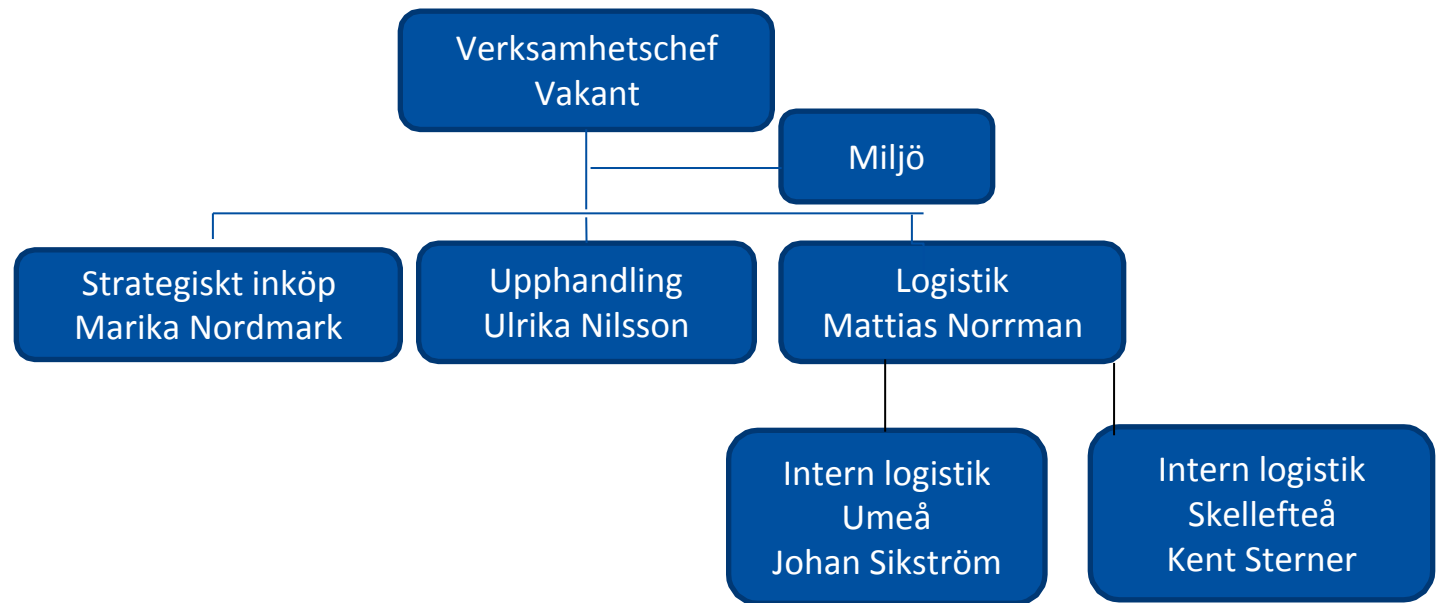 Verksamhetschef
Vakant
Miljö
Strategiskt inköp
Marika Nordmark
Upphandling
Ulrika Nilsson
Logistik
Mattias Norrman
Intern logistik
Umeå
Johan Sikström
Intern logistik
Skellefteå
Kent Sterner